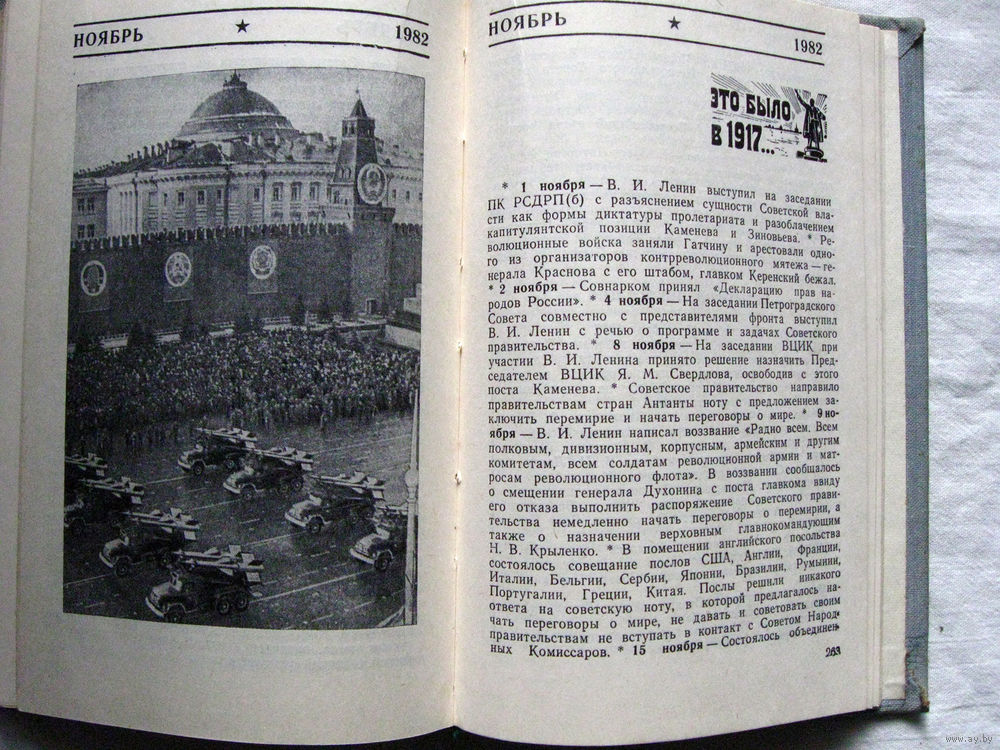 НОЯБРЬ ★ 1982
НОЯБРЬ ★ 1982
ЭТО БЫЛО
В 1917...
* 1 ноября — В. И. Ленин выступил на заседании
ПК РСДРП(б) с разъяснением сущности Советской вла-
сти как формы диктатуры пролетариата и разоблачением
капитулянтской позиции Каменева и Зиновьева. * Ре-
волюционные войска заняли Гатчину и арестовали одно-
го из организаторов контрреволюционного мятежа — ге-
нерала Краснова с его штабом, главком Керенский бежал.
* 2 ноября — Совнарком принял «Декларацию прав на-
родов России». * 4 ноября — На заседании Петроградского
Совета совместно с представителями фронта выступил
В. И. Ленин с речью о программе и задачах Советского
правительства. * 8 ноября — На заседании ВЦИК при
участии В. И. Ленина принято решение назначить Пред-
седателем ВЦИК Я. М. Свердлова, освободив с этого
поста Каменева. * Советское правительство направило
правительствам стран Антанты ноту с предложением за-
ключить перемирие и начать переговоры о мире. * 9 но-
ября — В. И. Ленин написал воззвание «Радио всем. Всем
полковым, дивизионным, корпусным, армейским и другим
комитетам, всем солдатам революционной армии и мат-
росам революционного флота». В воззвании сообщалось
о смещении генерала Духонина с поста главкома ввиду
его отказа выполнить распоряжение Советского прави-
тельства немедленно начать переговоры о перемирии, а
также о назначении верховным главнокомандующим
Н. В. Крыленко. * В помещении английского посольства
состоялось совещание послов США, Англии, Франции,
Италии, Бельгии, Сербии, Японии, Бразилии, Румынии,
Португалии, Греции, Китая. Послы решили никакого
ответа на советскую ноту, в которой предлагалось на-
чать переговоры о мире, не давать и советовать своим
правительствам не вступать в контакт с Советом Народ-
ных Комиссаров. * 15 ноября — Состоялось объединен-
263
www.ay.by